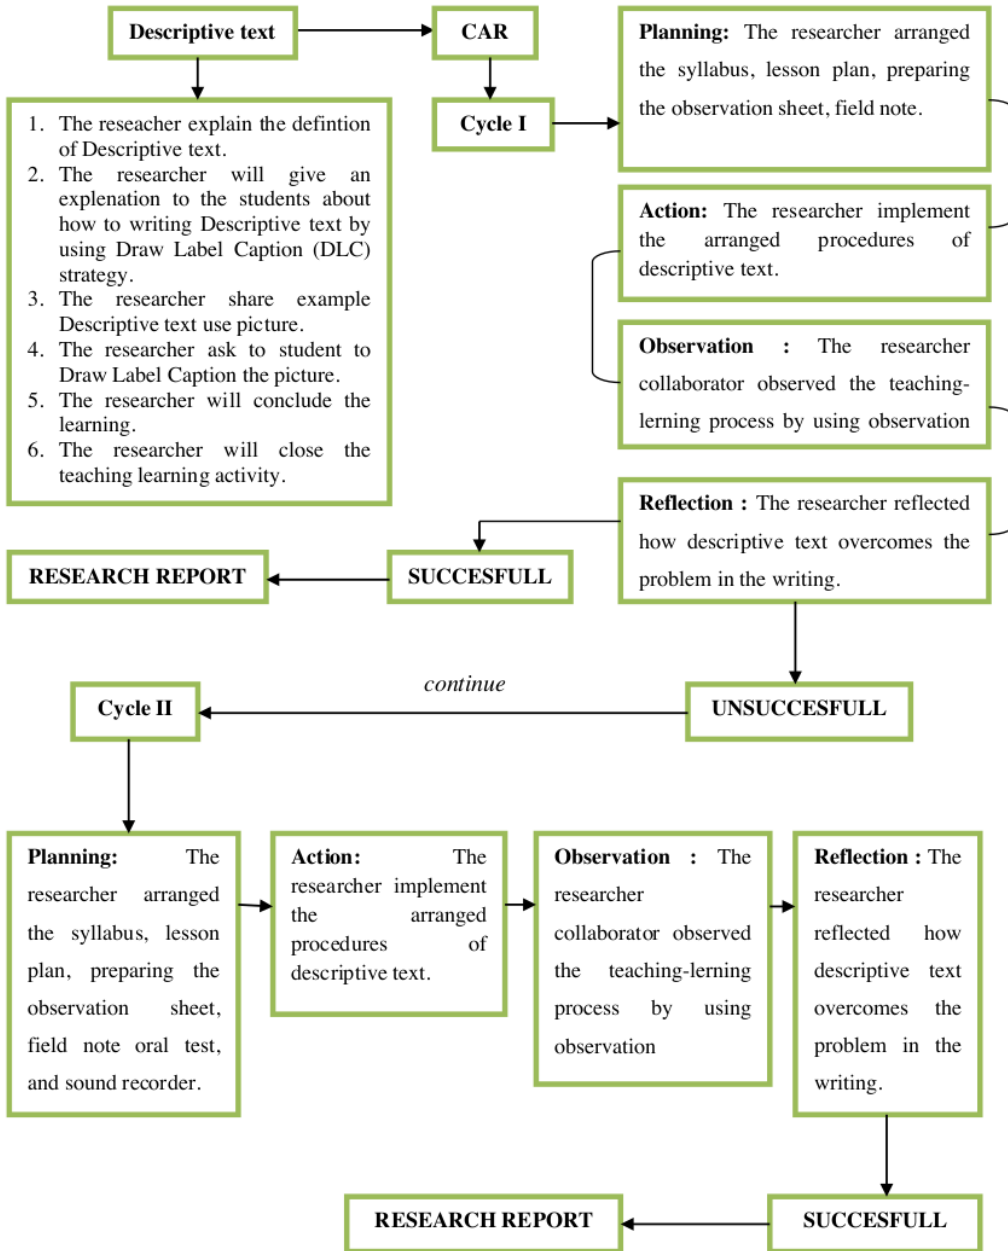 Descriptive text
CAR
Cycle I
Planning: The researcher arranged
the syllabus, lesson plan, preparing
the observation sheet, field note.
1. The reseacher explain the defintion
of Descriptive text.
2. The researcher will give an
explenation to the students about
how to writing Descriptive text by
using Draw Label Caption (DLC)
strategy.
3. The researcher share example
Descriptive text use picture.
4. The researcher ask to student to
Draw Label Caption the picture.
5. The researcher will conclude the
learning.
6. The researcher will close the
teaching learning activity.
Action: The researcher implement
the arranged procedures of
descriptive text.
Observation : The researcher
collaborator observed the teaching-
lerning process by using observation
Reflection : The researcher reflected
how descriptive text overcomes the
problem in the writing.
SUCCESFULL
RESEARCH REPORT
UNSUCCESFULL
continue
Cycle II
Planning: The
researcher arranged
the syllabus, lesson
plan, preparing the
observation sheet,
field note oral test,
and sound recorder.
Action: The
researcher implement
the arranged
procedures of
descriptive text.
Observation : The
researcher
collaborator observed
the teaching-lerning
process by using
observation
Reflection : The
researcher
reflected how
descriptive text
overcomes the
problem in the
writing.
SUCCESFULL
RESEARCH REPORT